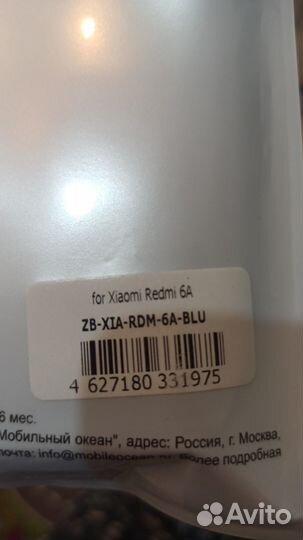 for Xiaomi Redmi 6A
ZB-XIA-RDM-6A-BLU
4 627180 331975
6 мес.
Мобильный океан", адрес: Россия, г. Москва,
почта: info@mobileocean.ru. Более подробная
Avito